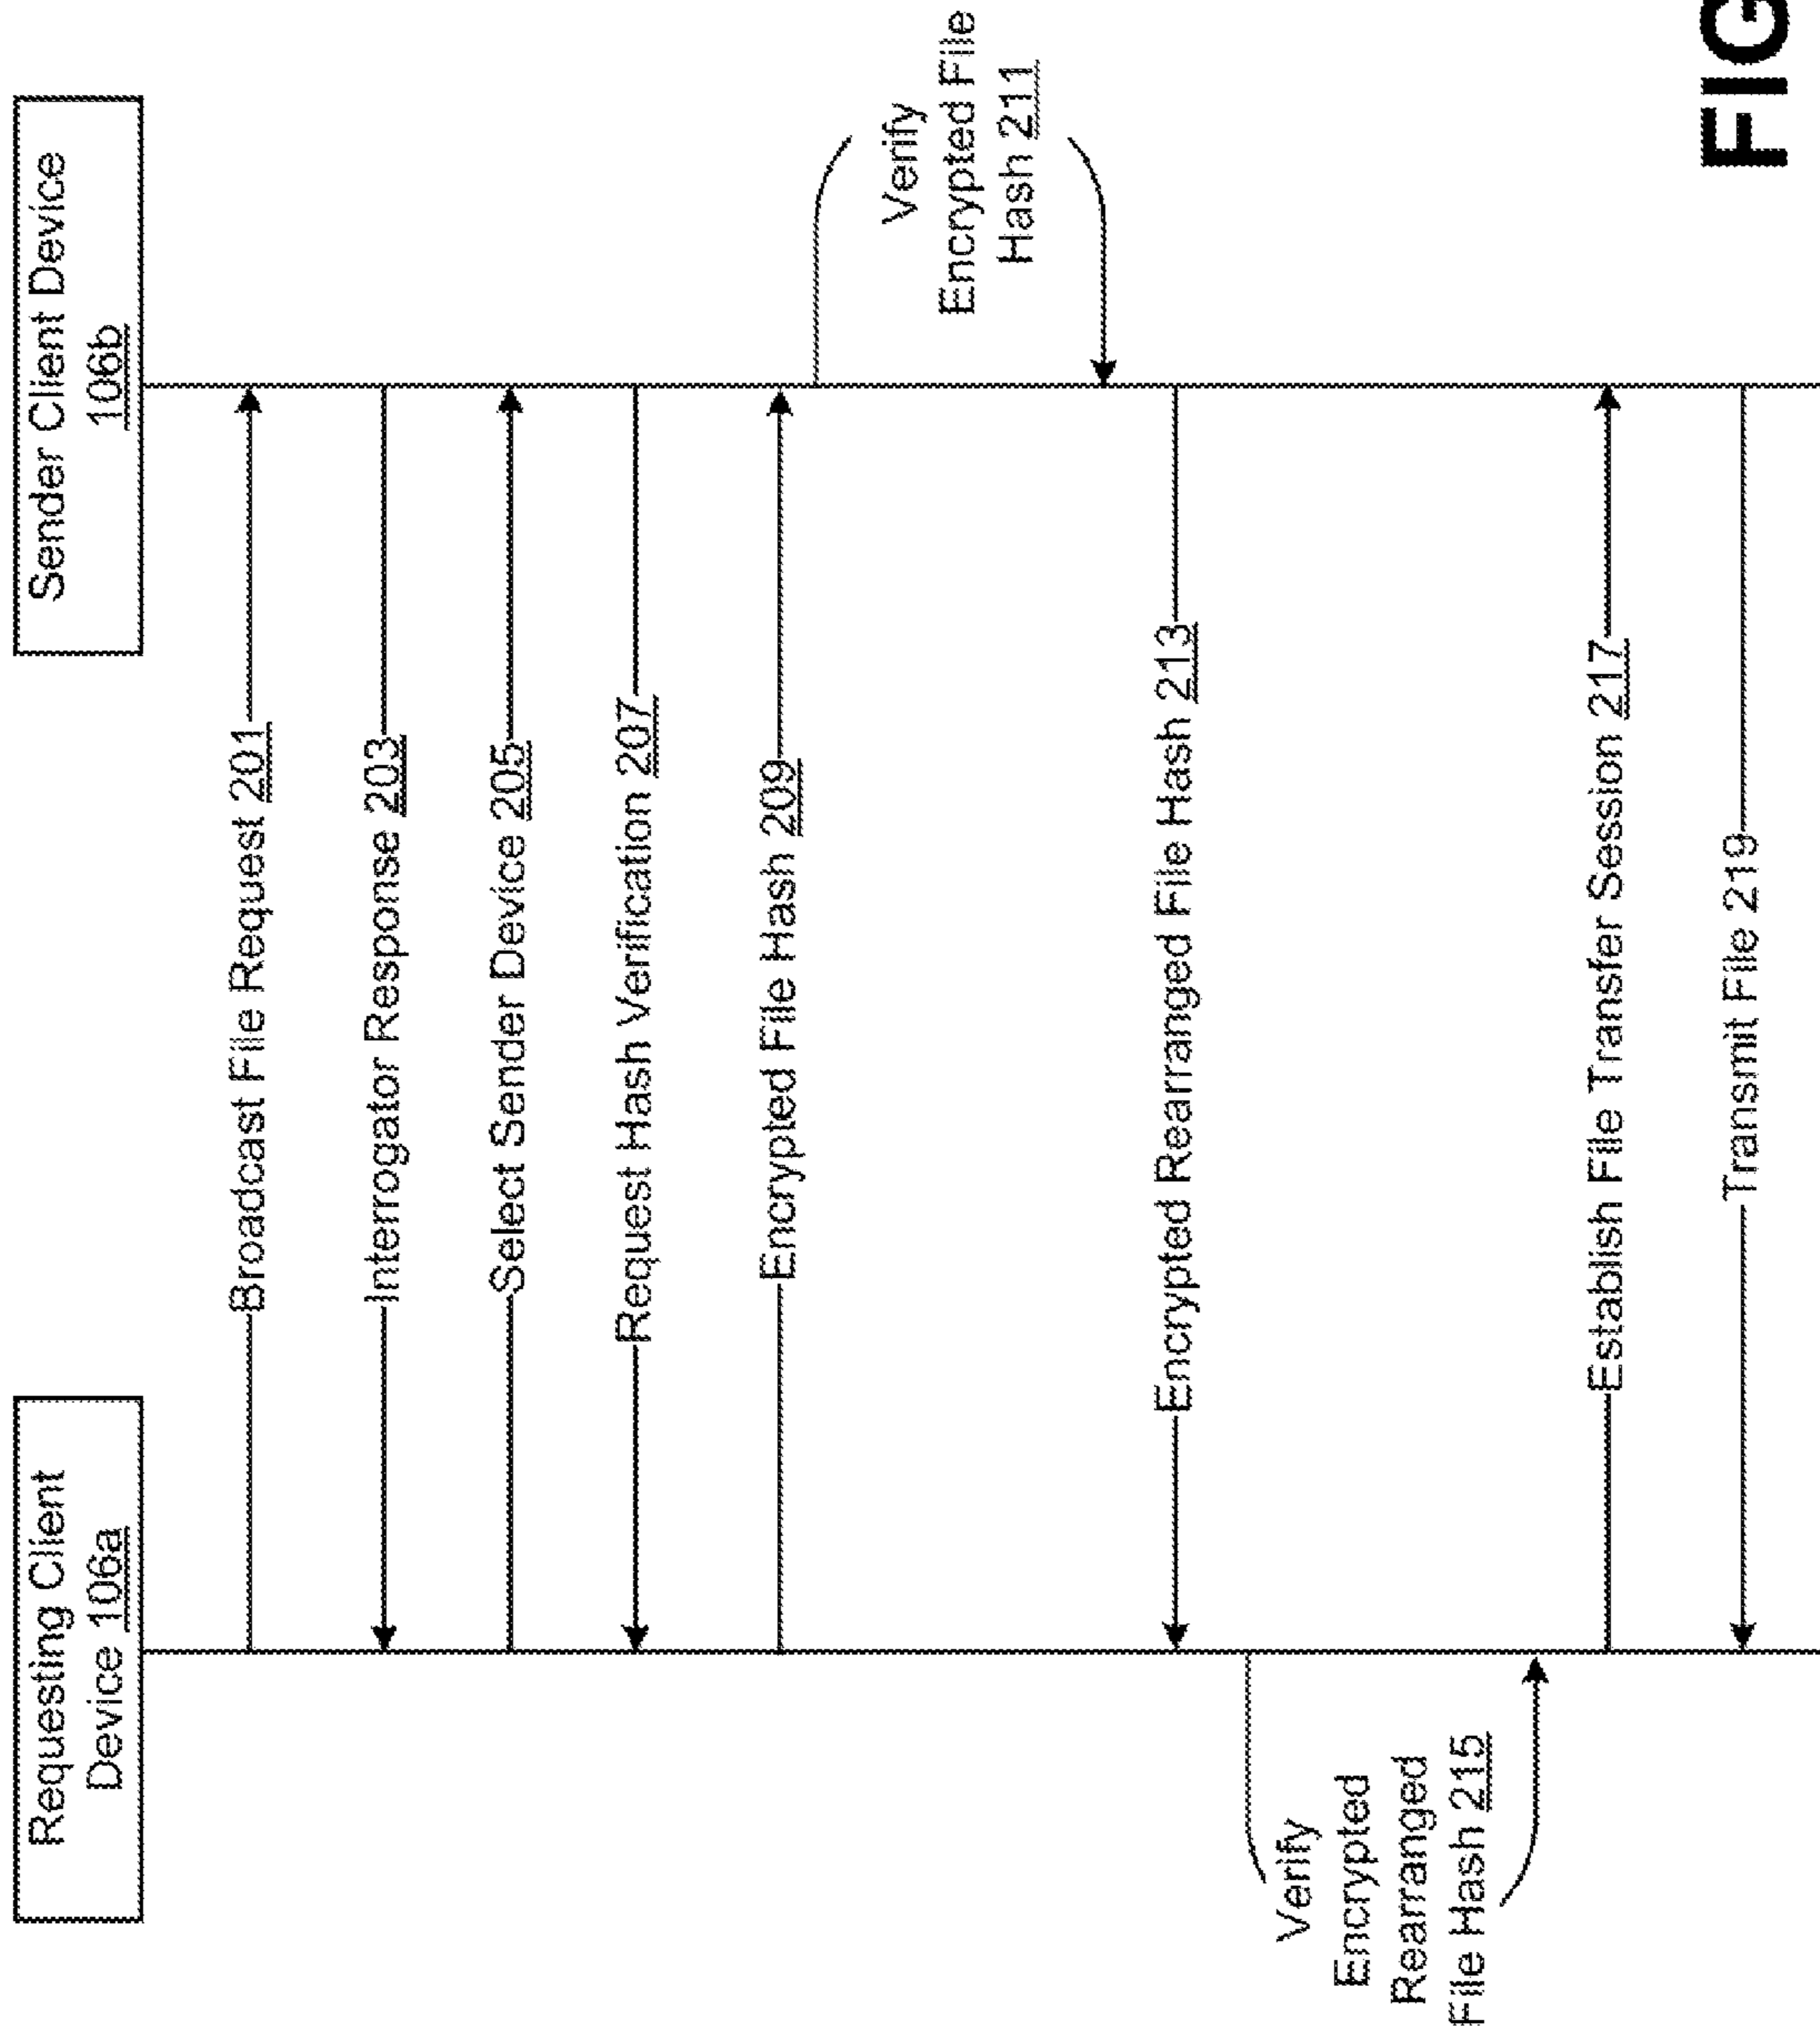 Requesting Client
Device 106a
Sender Client Device
106b
Broadcast File Request 201
Interrogator Response 203
Select Sender Device 205
Request Hash Verification 207
Encrypted File Hash 209
Verify
Encrypted File
Hash 211
Encrypted Rearranged File Hash 213
Verify
Encrypted
Rearranged
File Hash 215
Establish File Transfer Session 217
Transmit File 219
FIG